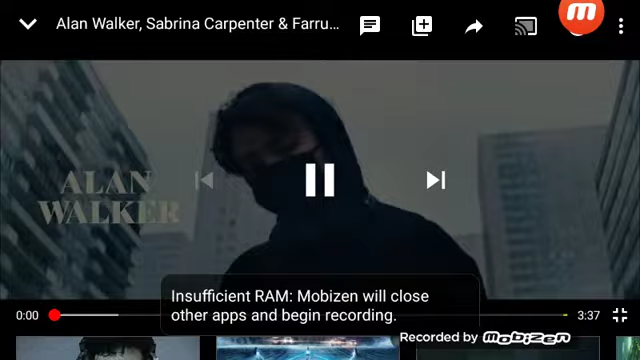 Alan Walker, Sabrina Carpenter & Farru...
ALAN
WALKER
Insufficient RAM: Mobizen will close
other apps and begin recording.
0:00
3:37
Recorded by mobizen